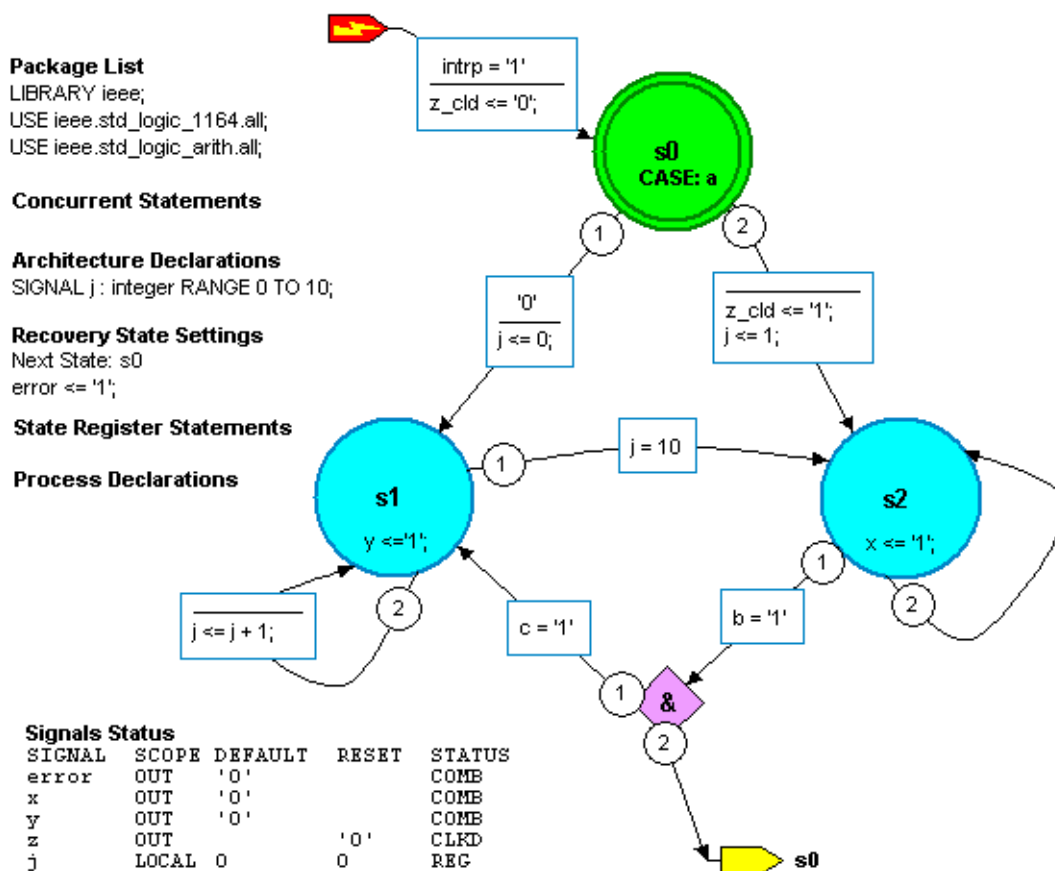 Package List
LIBRARY ieee;
USE ieee.std_logic_1164.all;
USE ieee.std_logic_arith.all;
Concurrent Statements
Architecture Declarations
SIGNAL j : integer RANGE 0 TO 10;
Recovery State Settings
Next State: s0
error <= '1';
State Register Statements
Process Declarations
intrp = '1'
z_cld <= '0';
s0
CASE: a
1
2
'0'
j <= 0;
z_cld <= '1';
j <= 1;
s1
y <='1';
1
j = 10
s2
x <= '1';
2
j <= j + 1;
c = '1'
b = '1'
1
2
&
1
2
s0
Signals Status
SIGNAL SCOPE DEFAULT RESET STATUS
error OUT '0' COMB
x OUT '0' COMB
y OUT '0' COMB
z OUT '0' CLKD
j LOCAL 0 0 REG